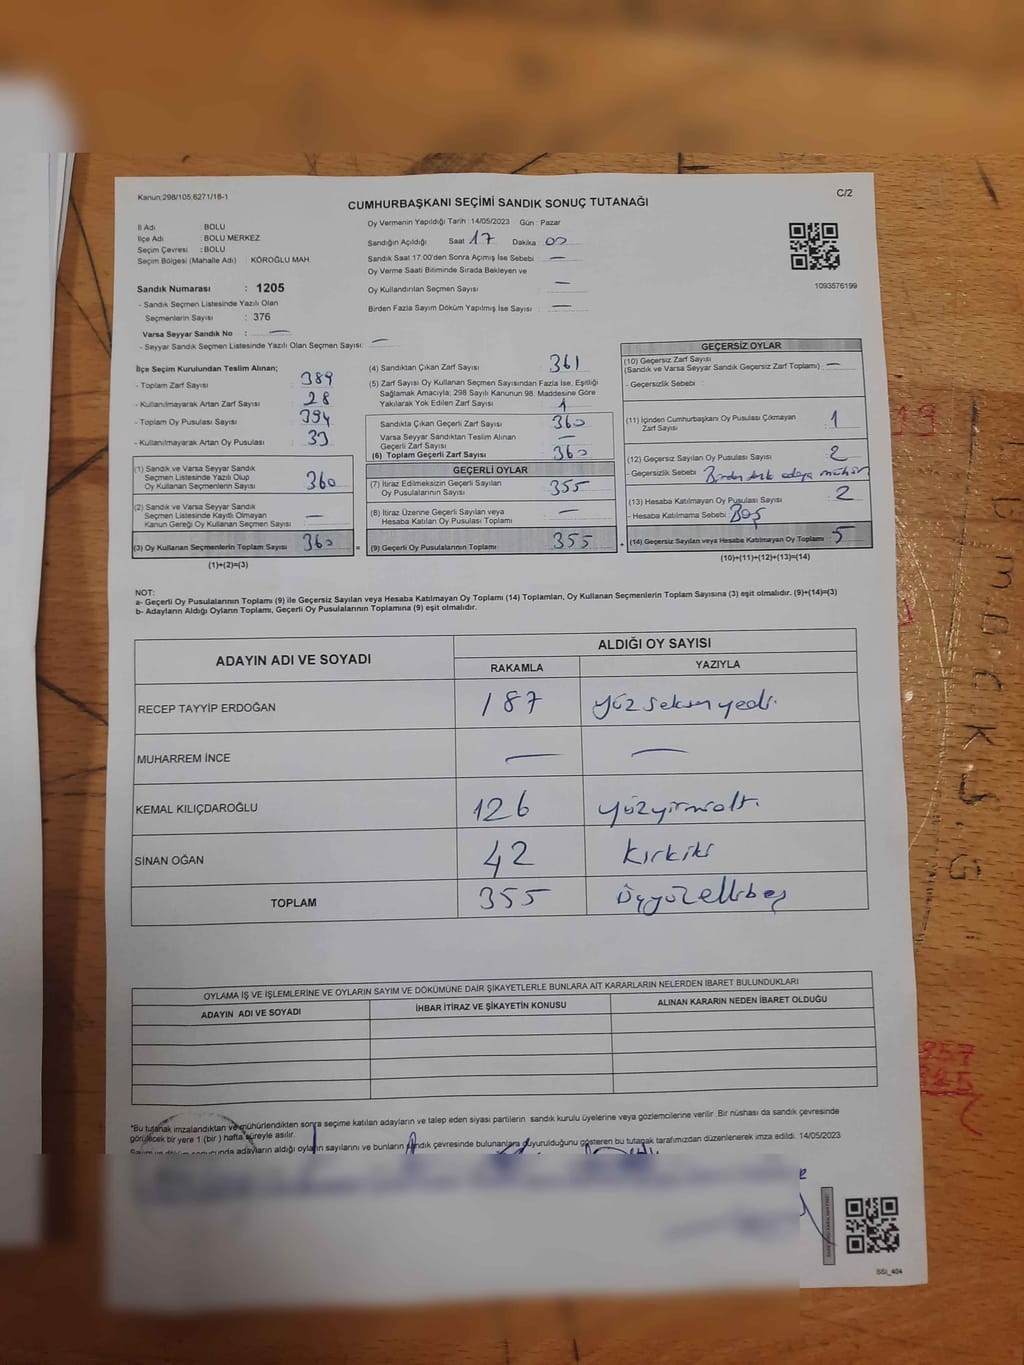 Kanun;298/105;6271/18-1
C/2
CUMHURBAŞKANI SEÇİMİ SANDIK SONUÇ TUTANAĞI
İl Adı : BOLU
İlçe Adı : BOLU MERKEZ
Seçim Çevresi : BOLU
Seçim Bölgesi (Mahalle Adı) : KÖROĞLU MAH.
Sandık Numarası : 1205
- Sandık Seçmen Listesinde Yazılı Olan
Seçmenlerin Sayısı : 376
Varsa Seyyar Sandık No : —
- Seyyar Sandık Seçmen Listesinde Yazılı Olan Seçmen Sayısı: —
Oy Vermenin Yapıldığı Tarih : 14/05/2023 Gün : Pazar
Sandığın Açıldığı Saat 17 Dakika 00
Sandık Saat 17.00'den Sonra Açımış İse Sebebi : —
Oy Verme Saati Bitiminde Sırada Bekleyen ve
Oy Kullandırılan Seçmen Sayısı : —
Birden Fazla Sayım Döküm Yapılmış İse Sayısı : —
1093576199
İlçe Seçim Kurulundan Teslim Alınan;
- Toplam Zarf Sayısı : 389
- Kullanılmayarak Artan Zarf Sayısı : 28
- Toplam Oy Pusulası Sayısı : 394
- Kullanılmayarak Artan Oy Pusulası :
(1) Sandık ve Varsa Seyyar Sandık
Seçmen Listesinde Yazılı Olup
Oy Kullanan Seçmenlerin Sayısı : 360
(2) Sandık ve Varsa Seyyar Sandık
Seçmen Listesinde Kayıtlı Olmayan
Kanun Gereği Oy Kullanan Seçmen Sayısı : —
(3) Oy Kullanan Seçmenlerin Toplam Sayısı 360 =
(1)+(2)=(3)
(4) Sandıktan Çıkan Zarf Sayısı : 361
(5) Zarf Sayısı Oy Kullanan Seçmen Sayısından Fazla İse, Eşitliği
Sağlamak Amacıyla; 298 Sayılı Kanunun 98. Maddesine Göre
Yakılarak Yok Edilen Zarf Sayısı : 1
Sandıkta Çıkan Geçerli Zarf Sayısı : 360
Varsa Seyyar Sandıktan Teslim Alınan
Geçerli Zarf Sayısı : —
(6) Toplam Geçerli Zarf Sayısı : 360
GEÇERLİ OYLAR
(7) İtiraz Edilmeksizin Geçerli Sayılan
Oy Pusulalarının Sayısı : 355
(8) İtiraz Üzerine Geçerli Sayılan veya
Hesaba Katılan Oy Pusulası Toplamı : —
(9) Geçerli Oy Pusulalarının Toplamı : 355 +
GEÇERSİZ OYLAR
(10) Geçersiz Zarf Sayısı
(Sandık ve Varsa Seyyar Sandık Geçersiz Zarf Toplamı) : —
- Geçersizlik Sebebi :
(11) İçinden Cumhurbaşkanı Oy Pusulası Çıkmayan
Zarf Sayısı : 1
(12) Geçersiz Sayılan Oy Pusulası Sayısı : 2
- Geçersizlik Sebebi : Birden adaya mühür
(13) Hesaba Katılmayan Oy Pusulası Sayısı : 2
- Hesaba Katılmama Sebebi : Boş
(14) Geçersiz Sayılan veya Hesaba Katılmayan Oy Toplamı : 5
(10)+(11)+(12)+(13)=(14)
NOT:
a- Geçerli Oy Pusulalarının Toplamı (9) ile Geçersiz Sayılan veya Hesaba Katılmayan Oy Toplamı (14) Toplamları, Oy Kullanan Seçmenlerin Toplam Sayısına (3) eşit olmalıdır. (9)+(14)=(3)
b- Adayların Aldığı Oyların Toplamı, Geçerli Oy Pusulalarının Toplamına (9) eşit olmalıdır.
ADAYIN ADI VE SOYADI
ALDIĞI OY SAYISI
RAKAMLA YAZIYLA
RECEP TAYYİP ERDOĞAN 187 yüzseksenyedi
MUHARREM İNCE — —
KEMAL KILIÇDAROĞLU 126 yüzyirmialtı
SİNAN OĞAN 42 kırkiki
TOPLAM 355 üçyüzellibeş
OYLAMA İŞ VE İŞLEMLERİNE VE OYLARIN SAYIM VE DÖKÜMÜNE DAİR ŞİKAYETLERLE BUNLARA AİT KARARLARIN NELERDEN İBARET BULUNDUKLARI
ADAYIN ADI VE SOYADI İHBAR İTİRAZ VE ŞİKAYETİN KONUSU ALINAN KARARIN NEDEN İBARET OLDUĞU
*Bu tutanak imzalandıktan ve mühürlendikten sonra seçime katılan adayların ve talep eden siyasi partilerin sandık kurulu üyelerine veya gözlemcilerine verilir. Bir nüshası da sandık çevresinde
görülecek bir yere 1 (bir) hafta süreyle asılır.
adayların aldığı oyların sayılarını ve bunların sandık çevresinde bulunanlara duyurulduğunu gösteren bu tutanak tarafımızdan düzenlenerek imza edildi. 14/05/2023
SSI_404